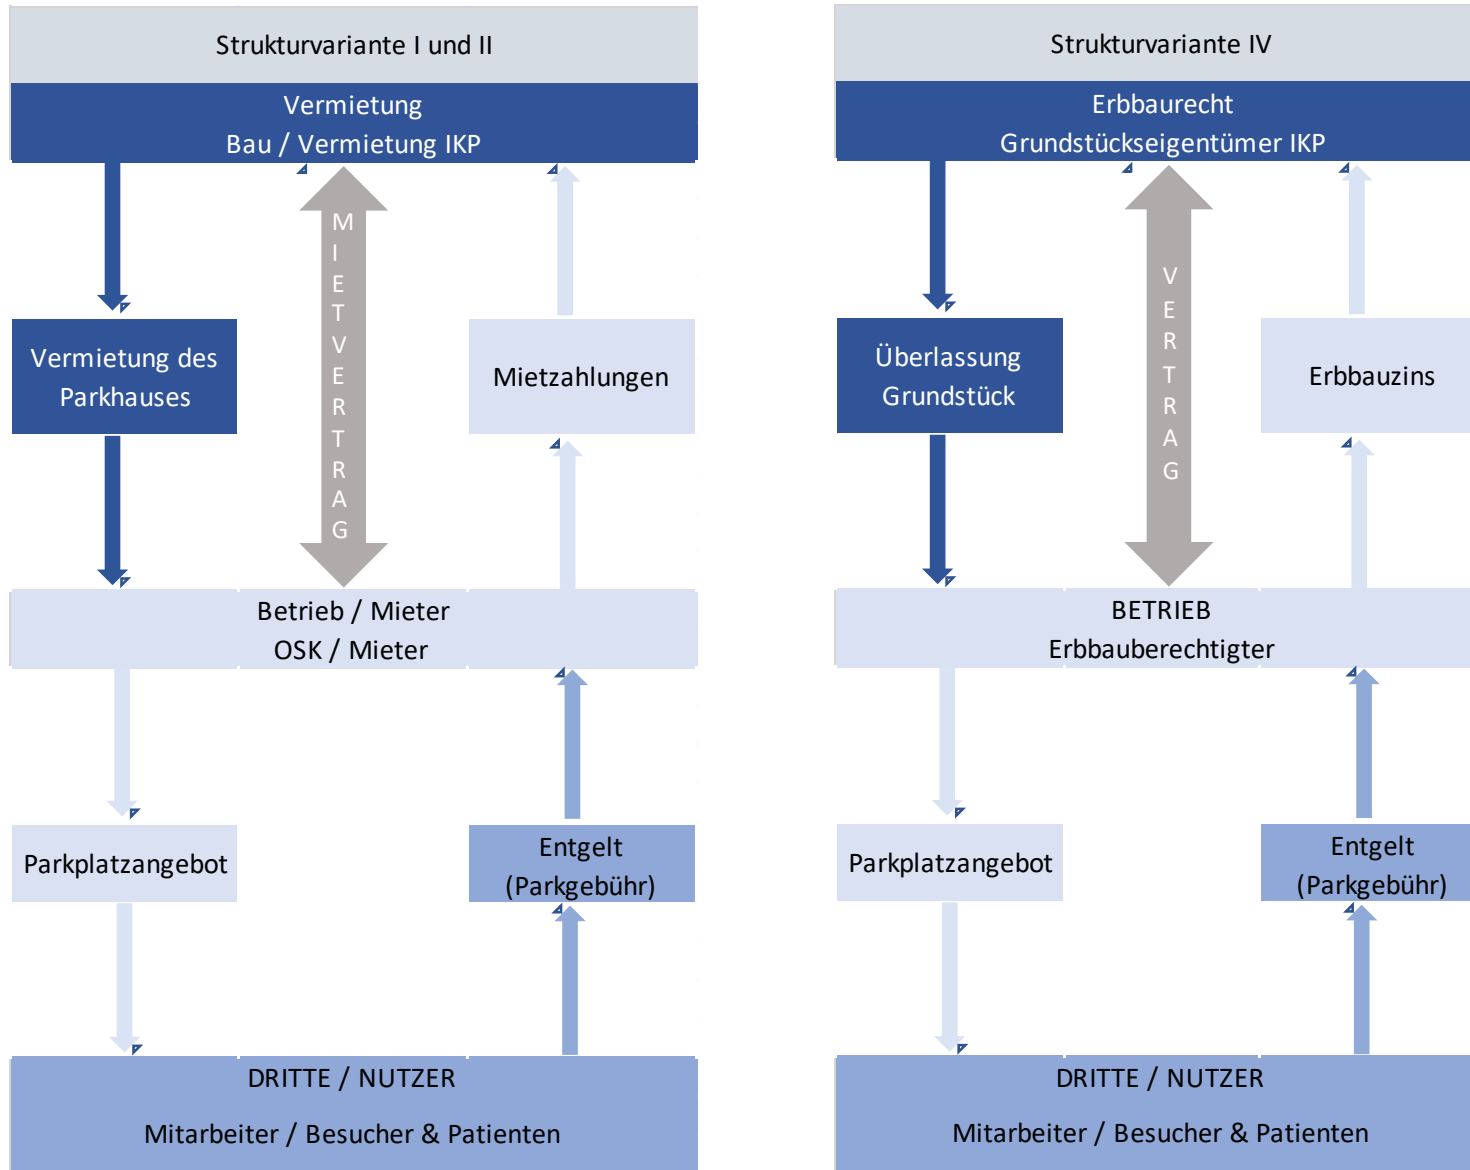 Strukturvariante I und II
Vermietung
Bau / Vermietung IKP
MIETVERTRAG
Vermietung des
Parkhauses
Mietzahlungen
Betrieb / Mieter
OSK / Mieter
Parkplatzangebot
Entgelt
(Parkgebühr)
DRITTE / NUTZER
Mitarbeiter / Besucher & Patienten
Strukturvariante IV
Erbbaurecht
Grundstückseigentümer IKP
VERTRAG
Überlassung
Grundstück
Erbbauzins
BETRIEB
Erbbauberechtigter
Parkplatzangebot
Entgelt
(Parkgebühr)
DRITTE / NUTZER
Mitarbeiter / Besucher & Patienten